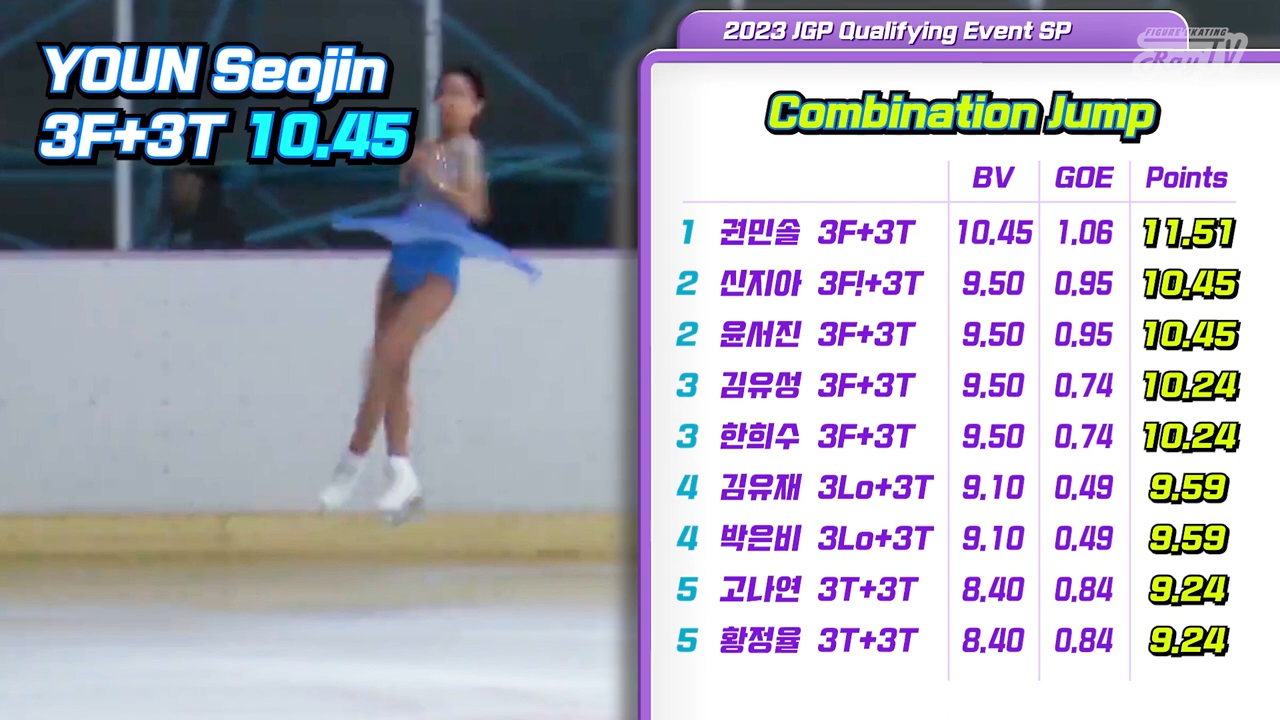 YOUN Seojin
3F+3T 10.45
2023 JGP Qualifying Event SP
FIGURE SKATING
TV
Combination Jump
BV GOE Points
1 권민솔 3F+3T 10.45 1.06 11.51
2 신지아 3F!+3T 9.50 0.95 10.45
2 윤서진 3F+3T 9.50 0.95 10.45
3 김유성 3F+3T 9.50 0.74 10.24
3 한희수 3F+3T 9.50 0.74 10.24
4 김유재 3Lo+3T 9.10 0.49 9.59
4 박은비 3Lo+3T 9.10 0.49 9.59
5 고나연 3T+3T 8.40 0.84 9.24
5 황정율 3T+3T 8.40 0.84 9.24